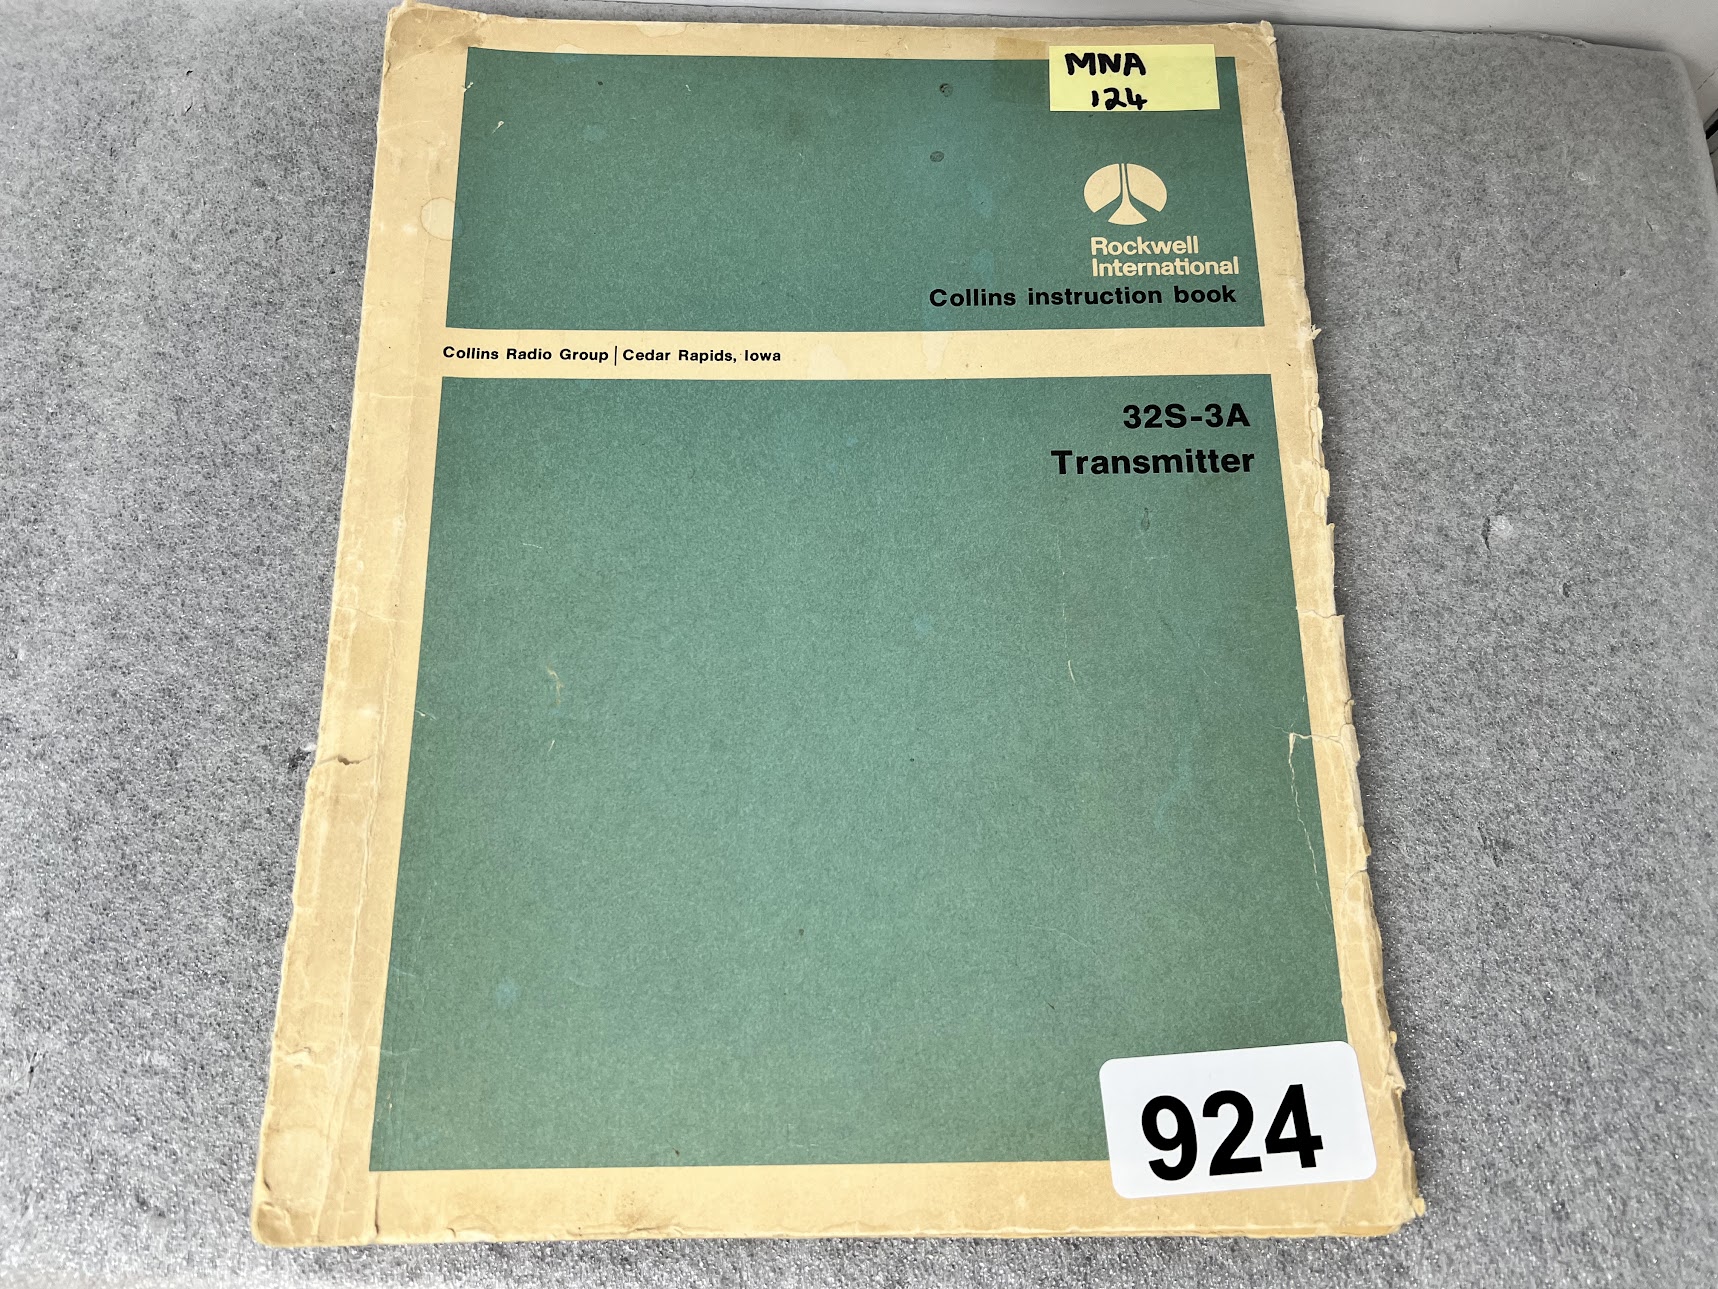 MNA
124
Rockwell
International
Collins instruction book
Collins Radio Group | Cedar Rapids, Iowa
32S-3A
Transmitter
924